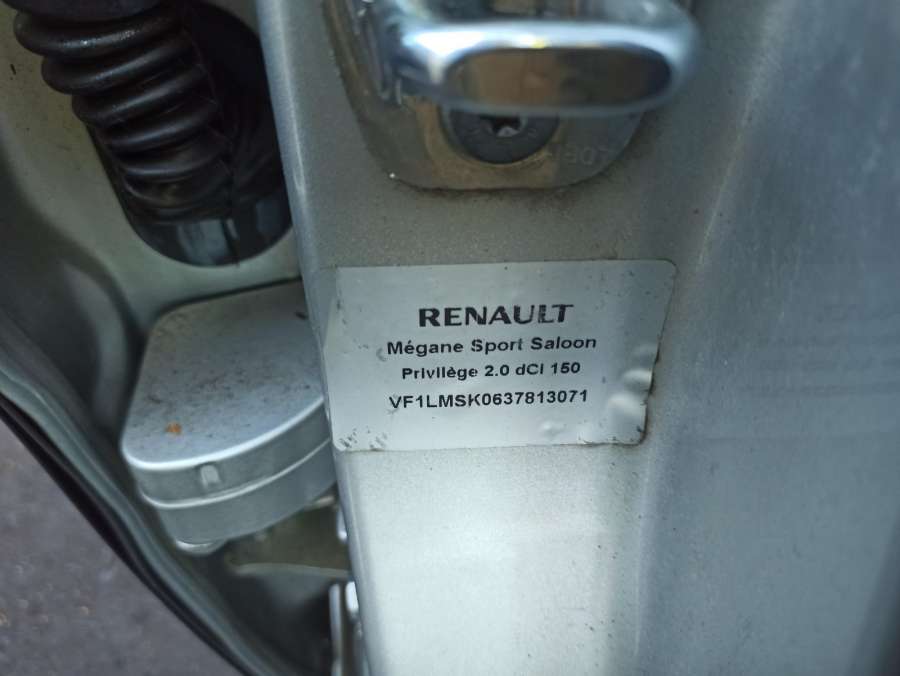 RENAULT
Mégane Sport Saloon
Privilège 2.0 dCi 150
VF1LMSK0637813071